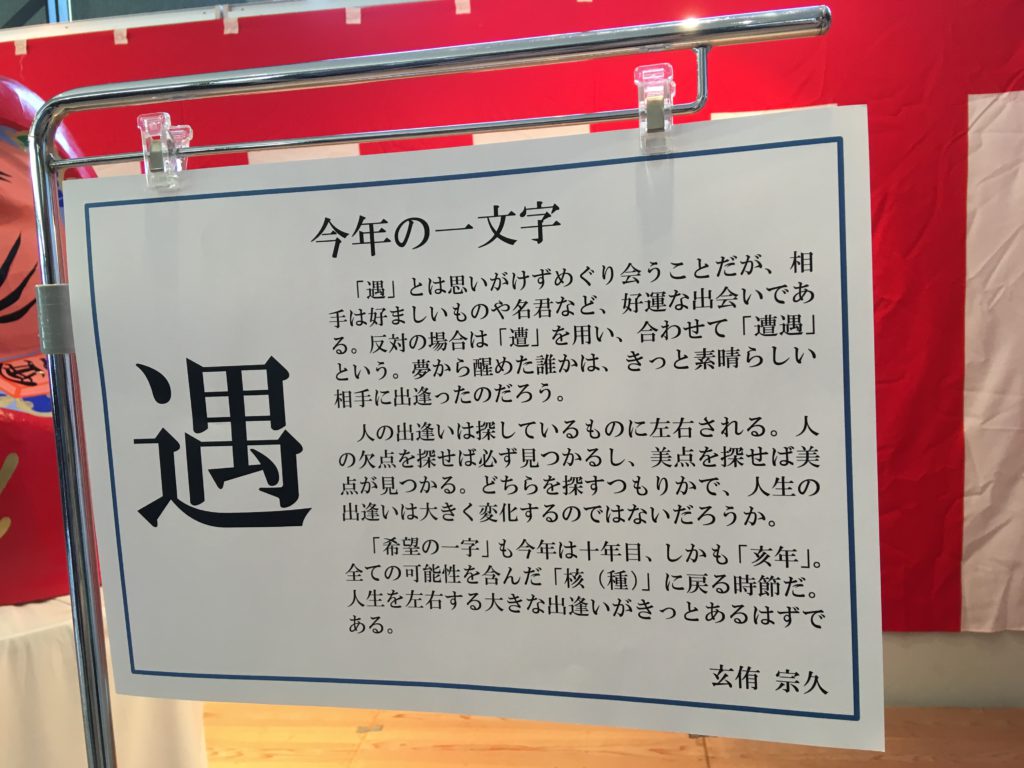 今年の一文字
遇
「遇」とは思いがけずめぐり会うことだが、相
手は好ましいものや名君など、好運な出会いであ
る。反対の場合は「遭」を用い、合わせて「遭遇」
という。夢から醒めた誰かは、きっと素晴らしい
相手に出逢ったのだろう。
人の出逢いは探しているものに左右される。人
の欠点を探せば必ず見つかるし、美点を探せば美
点が見つかる。どちらを探すつもりかで、人生の
出逢いは大きく変化するのではないだろうか。
「希望の一字」も今年は十年目、しかも「亥年」。
全ての可能性を含んだ「核（種）」に戻る時節だ。
人生を左右する大きな出逢いがきっとあるはずで
ある。
玄侑 宗久